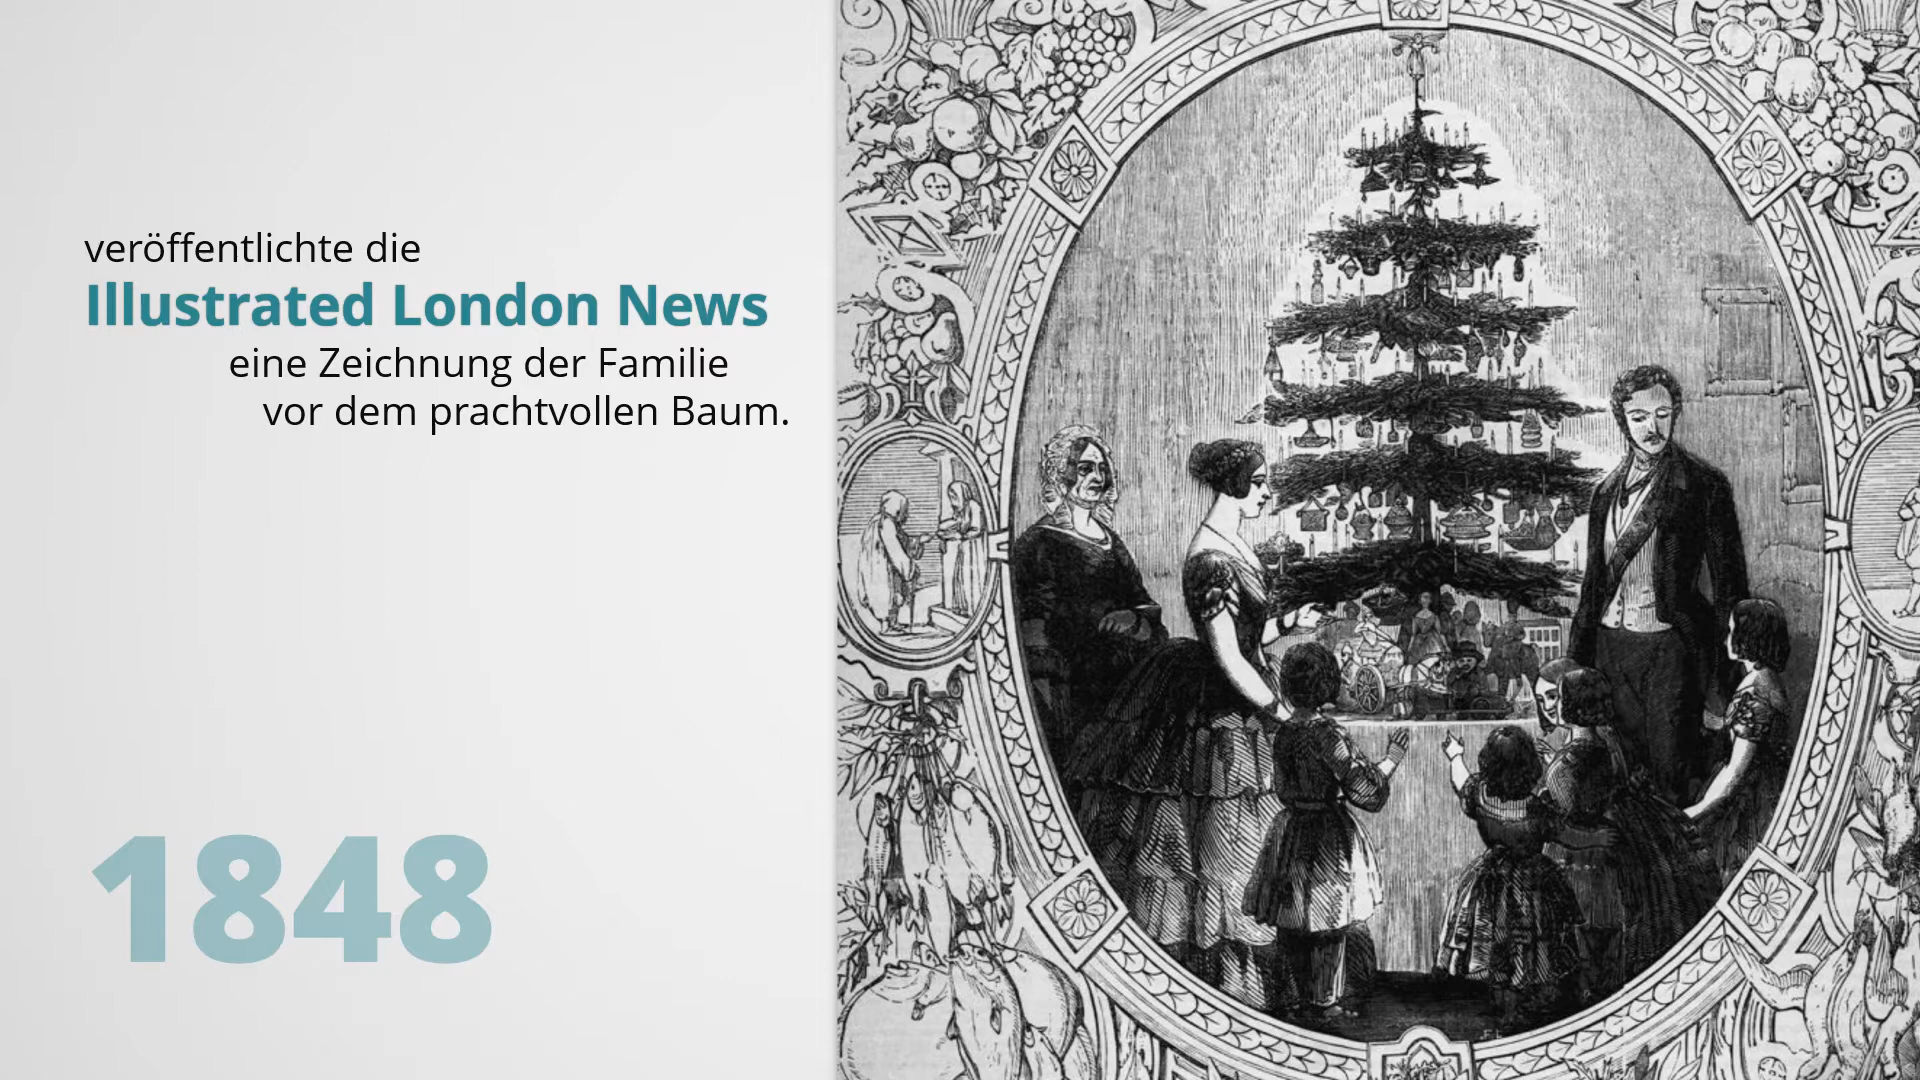 veröffentlichte die
Illustrated London News
eine Zeichnung der Familie
vor dem prachtvollen Baum.
1848